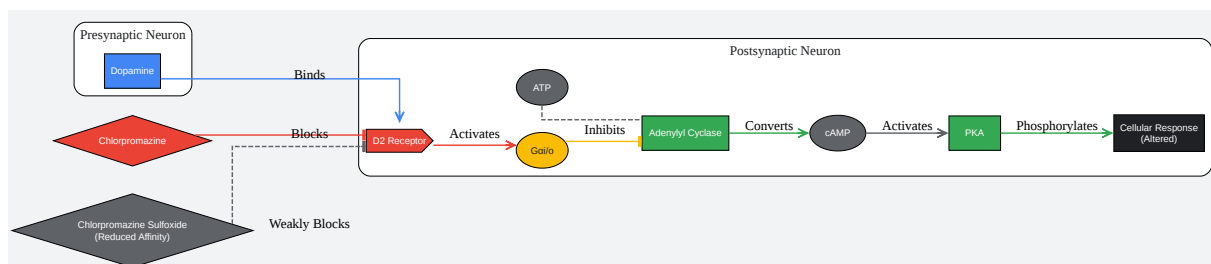 Presynaptic Neuron
Dopamine
Postsynaptic Neuron
Binds
ATP
Chlorpromazine
Blocks
D2 Receptor
Activates
Gαi/o
Inhibits
Adenylyl Cyclase
Converts
cAMP
Activates
PKA
Phosphorylates
Cellular Response
(Altered)
Chlorpromazine Sulfoxide
(Reduced Affinity)
Weakly Blocks